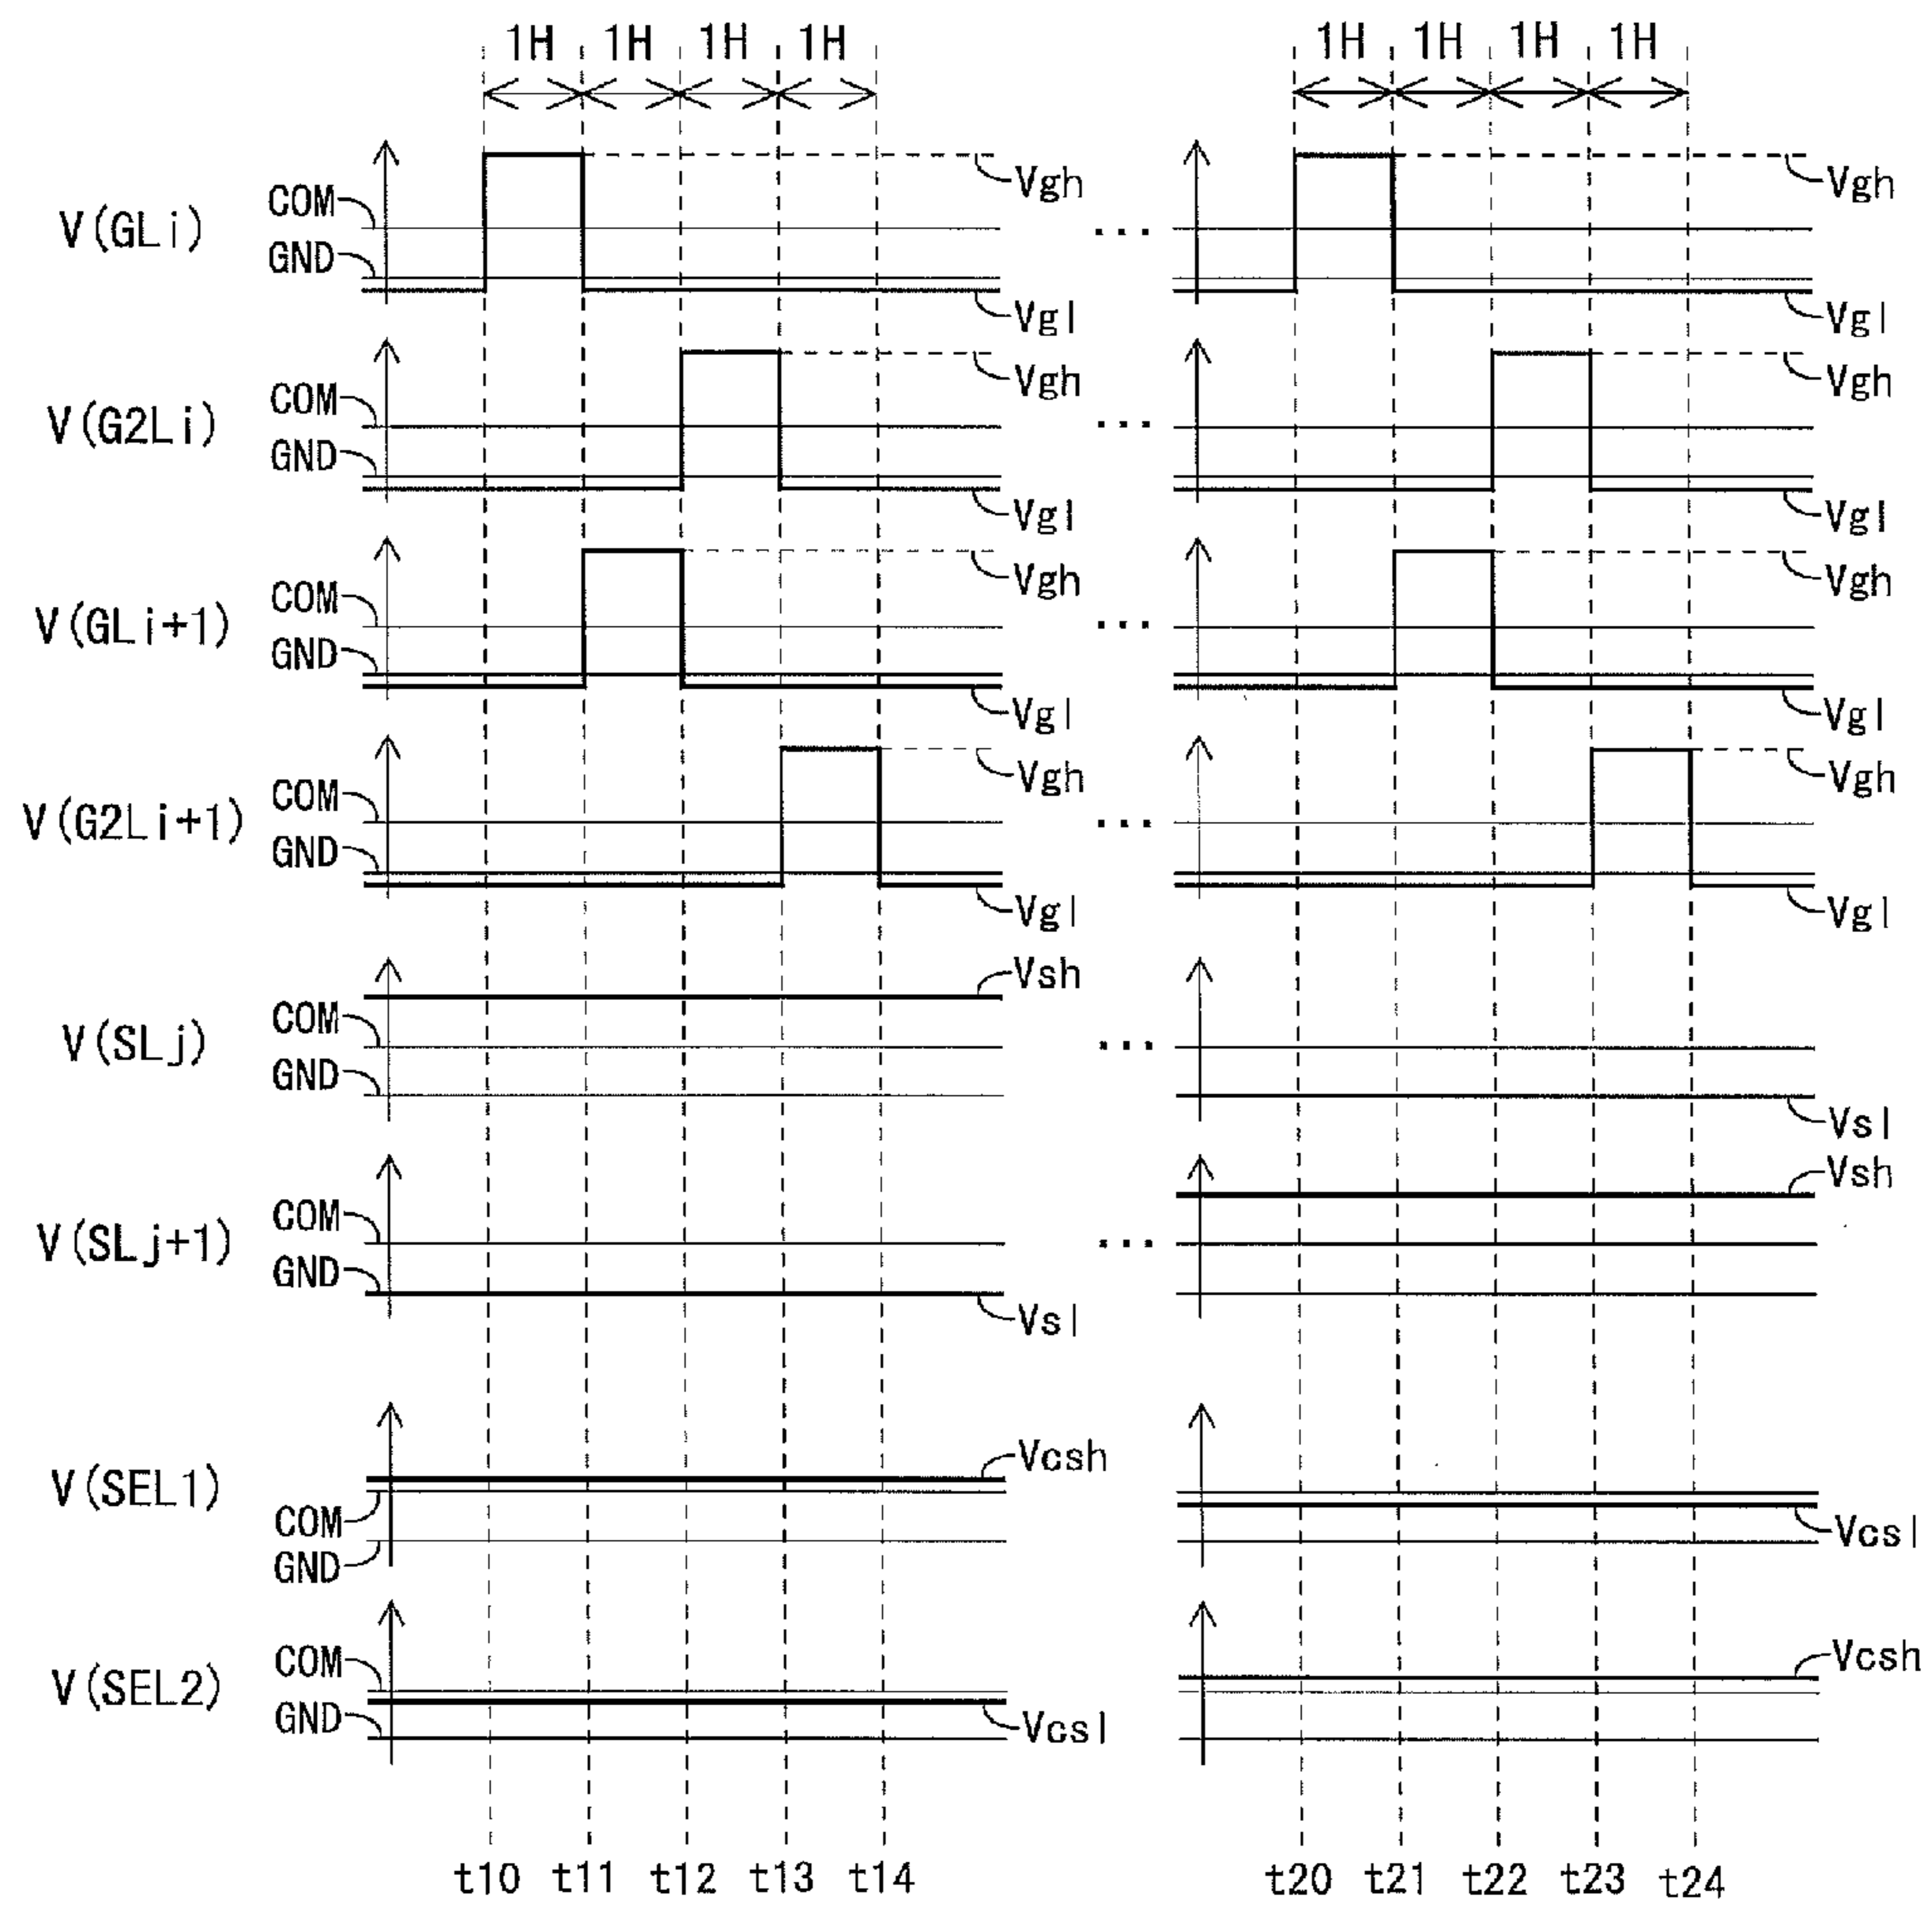 1H 1H 1H 1H 1H 1H 1H 1H
V(GLi) COM GND Vgh Vgl ... Vgh Vgl
V(G2Li) COM GND Vgh Vgl ... Vgh Vgl
V(GLi+1) COM GND Vgh Vgl ... Vgh Vgl
V(G2Li+1) COM GND Vgh Vgl ... Vgh Vgl
V(SLj) COM GND Vsh ... Vsl
V(SLj+1) COM GND Vsl ... Vsh
V(SEL1) COM GND Vcsh Vcsl
V(SEL2) COM GND Vcsl Vcsh
t10 t11 t12 t13 t14 t20 t21 t22 t23 t24